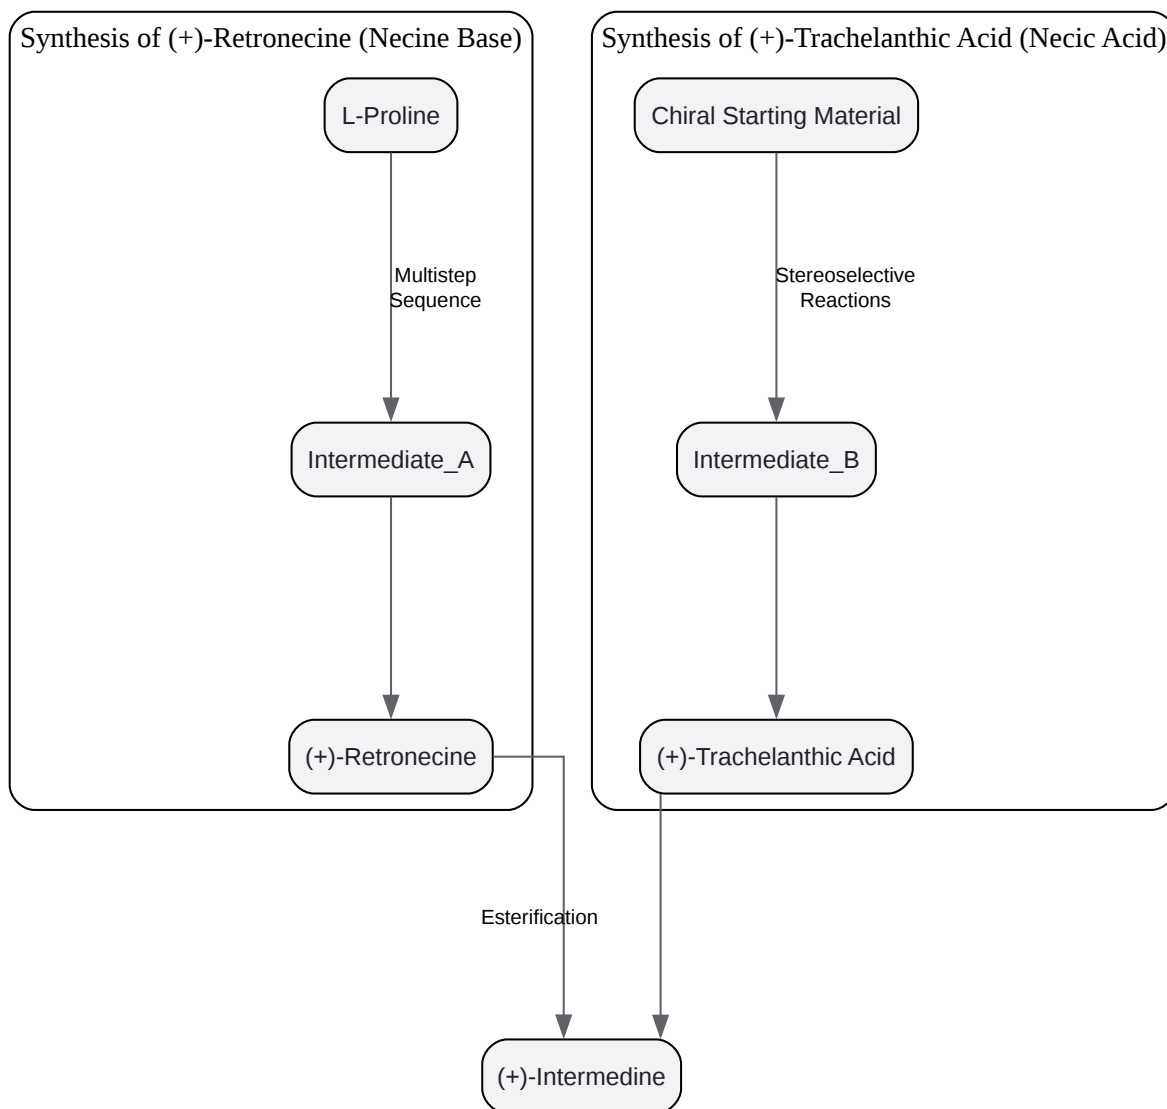 Synthesis of (+)-Retronecine (Necine Base)
Synthesis of (+)-Trachelanthic Acid (Necic Acid)
L-Proline
Chiral Starting Material
Multistep
Sequence
Stereoselective
Reactions
Intermediate_A
Intermediate_B
(+)-Retronecine
(+)-Trachelanthic Acid
Esterification
(+)-Intermedine